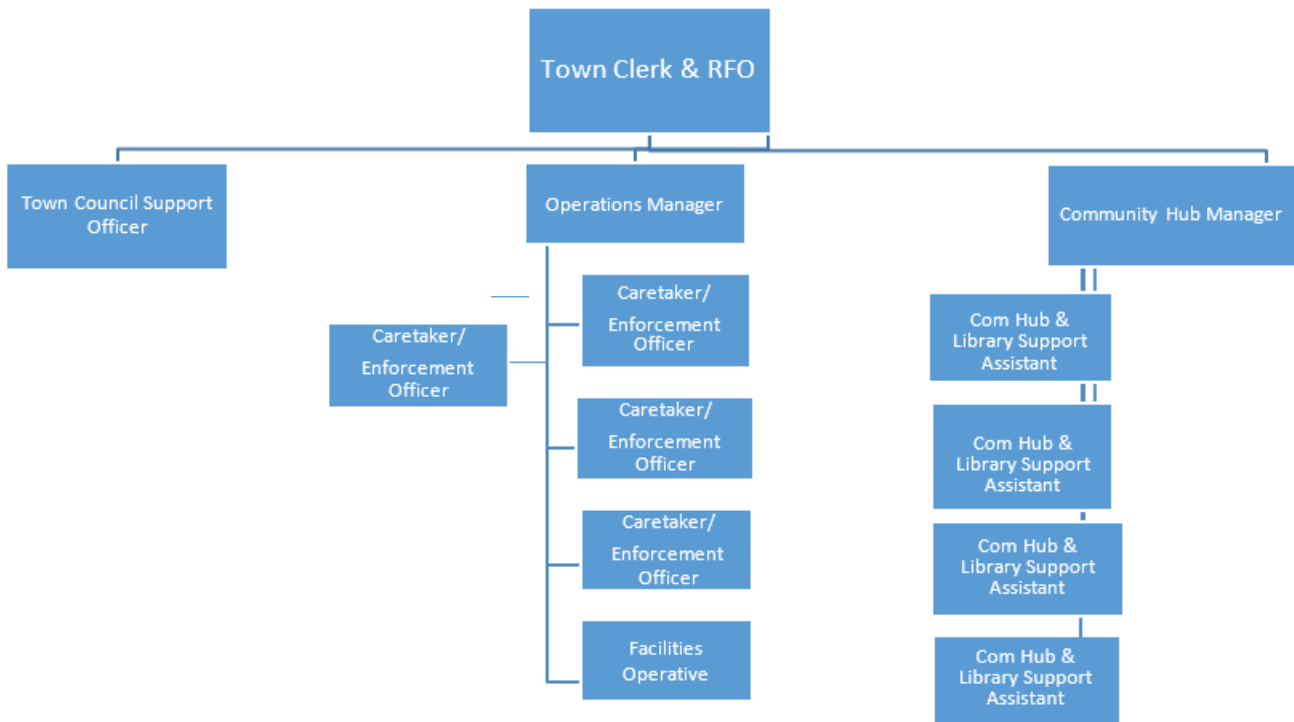 Town Clerk & RFO
Town Council Support
Officer
Operations Manager
Community Hub Manager
Caretaker/
Enforcement
Officer
Caretaker/
Enforcement
Officer
Caretaker/
Enforcement
Officer
Caretaker/
Enforcement
Officer
Facilities
Operative
Com Hub &
Library Support
Assistant
Com Hub &
Library Support
Assistant
Com Hub &
Library Support
Assistant
Com Hub &
Library Support
Assistant